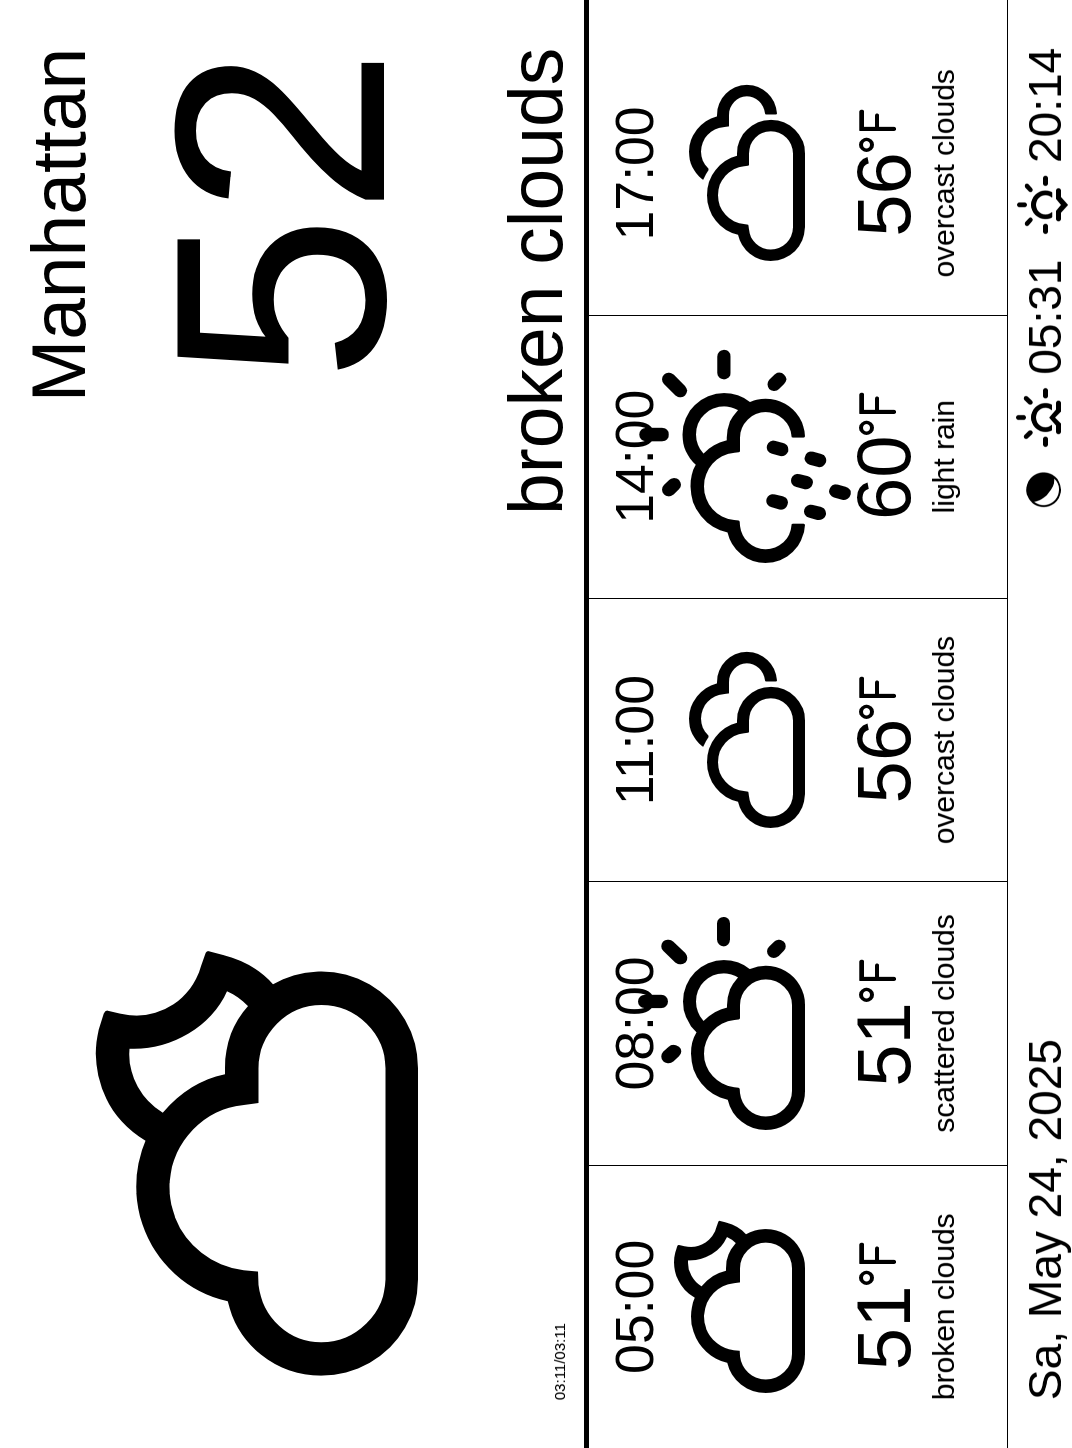 Manhattan
52
broken clouds
03:11/03:11
05:00
51°F
broken clouds
08:00
51°F
scattered clouds
11:00
56°F
overcast clouds
14:00
60°F
light rain
17:00
56°F
overcast clouds
Sa, May 24, 2025
05:31
20:14